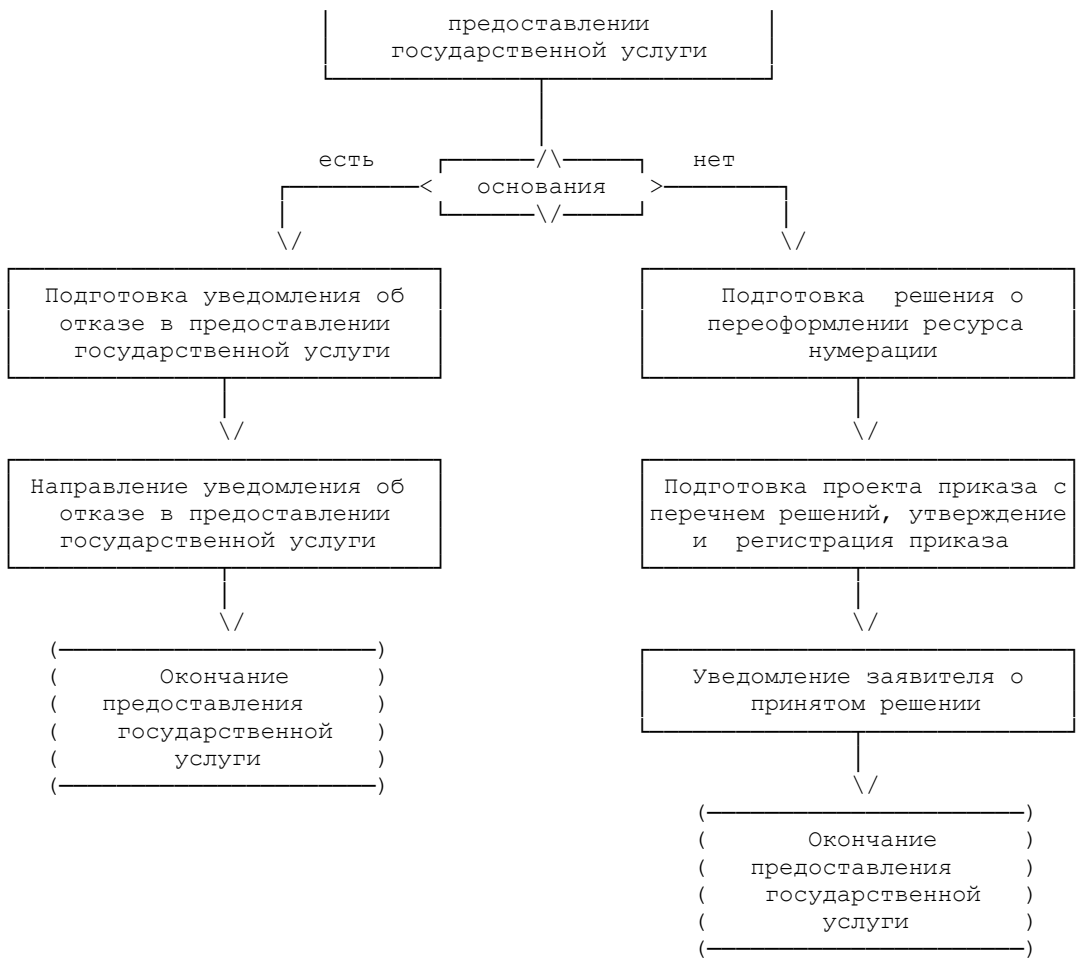 предоставлении
государственной услуги
есть
нет
основания
Подготовка уведомления об
отказе в предоставлении
государственной услуги
Подготовка решения о
переоформлении ресурса
нумерации
Направление уведомления об
отказе в предоставлении
государственной услуги
Подготовка проекта приказа с
перечнем решений, утверждение
и регистрация приказа
Окончание
предоставления
государственной
услуги
Уведомление заявителя о
принятом решении
Окончание
предоставления
государственной
услуги